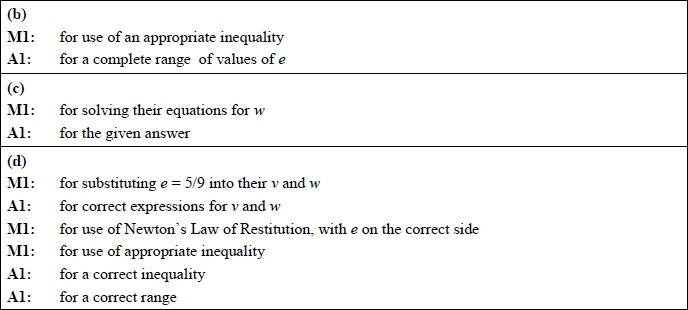 (b)
M1: for use of an appropriate inequality
A1: for a complete range of values of e
(c)
M1: for solving their equations for w
A1: for the given answer
(d)
M1: for substituting e = 5/9 into their v and w
A1: for correct expressions for v and w
M1: for use of Newton's Law of Restitution, with e on the correct side
M1: for use of appropriate inequality
A1: for a correct inequality
A1: for a correct range